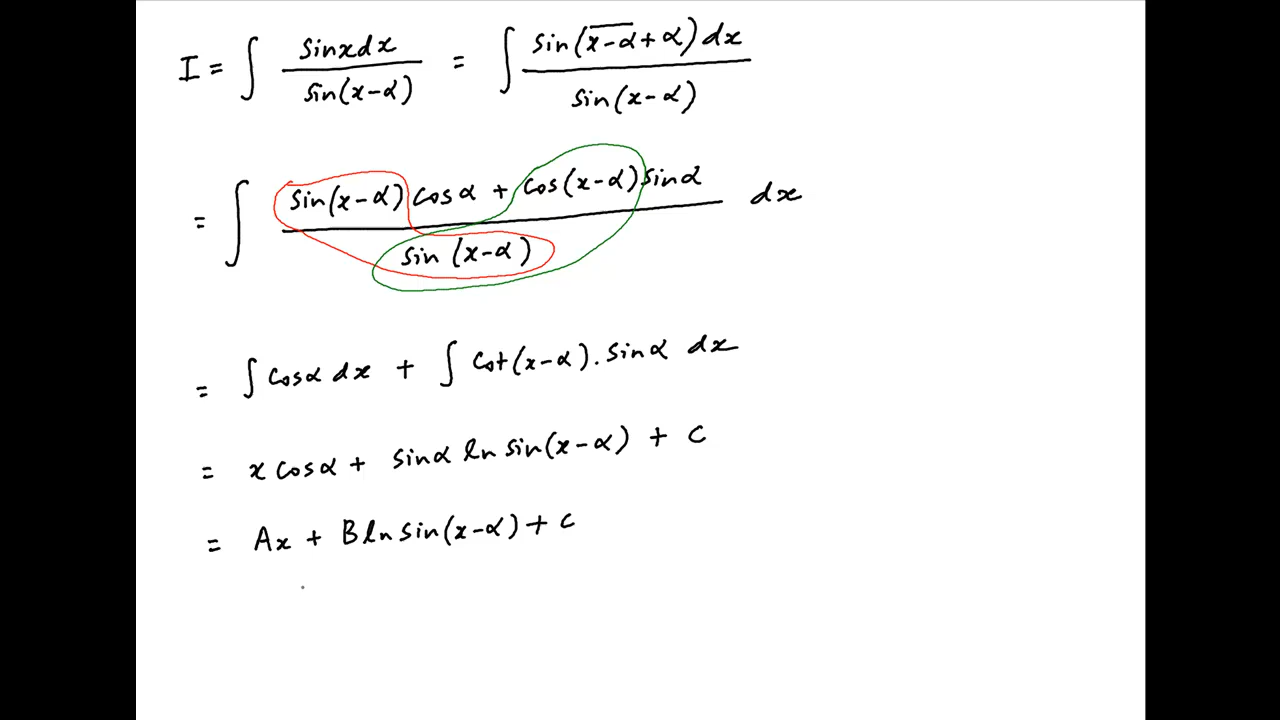 I = ∫ sinx dx / sin(x-α) = ∫ sin(x-α+α) dx / sin(x-α)
= ∫ sin(x-α) cosα + cos(x-α) sinα / sin(x-α) dx
= ∫ cosα dx + ∫ cot(x-α). sinα dx
= x cosα + sinα ln sin(x-α) + c
= Ax + B ln sin(x-α) + c